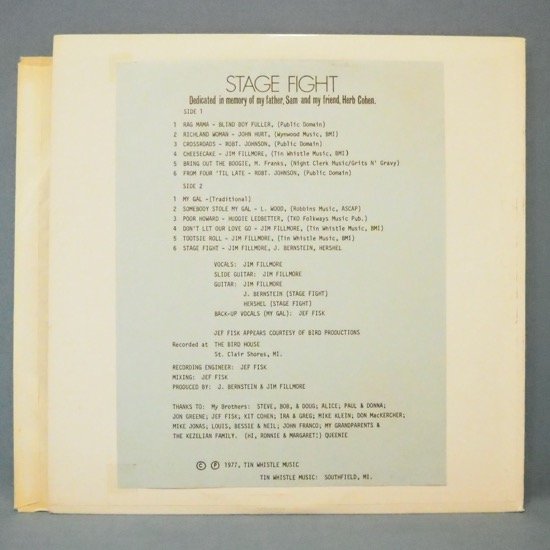 STAGE FIGHT
Dedicated in memory of my father, Sam and my friend, Herb Cohen.
SIDE 1
1 RAG MAMA - BLIND BOY FULLER, (Public Domain)
2 RICHLAND WOMAN - JOHN HURT, (Wynwood Music, BMI)
3 CROSSROADS - ROBT. JOHNSON, (Public Domain)
4 CHEESECAKE - JIM FILLMORE, (Tin Whistle Music, BMI)
5 BRING OUT THE BOOGIE, M. Franks, (Night Clerk Music/Grits N' Gravy)
6 FROM FOUR 'TIL LATE - ROBT. JOHNSON, (Public Domain)
SIDE 2
1 MY GAL -(Traditional)
2 SOMEBODY STOLE MY GAL - L. WOOD, (Robbins Music, ASCAP)
3 POOR HOWARD - HUDDIE LEDBETTER, (TRO Folkways Music Pub.)
4 DON'T LET OUR LOVE GO - JIM FILLMORE, (Tin Whistle Music, BMI)
5 TOOTSIE ROLL - JIM FILLMORE, (Tin Whistle Music, BMI)
6 STAGE FIGHT - JIM FILLMORE, J. BERNSTEIN, HERSHEL
VOCALS: JIM FILLMORE
SLIDE GUITAR: JIM FILLMORE
GUITAR: JIM FILLMORE
J. BERNSTEIN (STAGE FIGHT)
HERSHEL (STAGE FIGHT)
BACK-UP VOCALS (MY GAL): JEF FISK
JEF FISK APPEARS COURTESY OF BIRD PRODUCTIONS
Recorded at THE BIRD HOUSE
St. Clair Shores, MI.
RECORDING ENGINEER: JEF FISK
MIXING: JEF FISK
PRODUCED BY: J. BERNSTEIN & JIM FILLMORE
THANKS TO: My Brothers: STEVE, BOB, & DOUG; ALICE; PAUL & DONNA;
JON GREENE; JEF FISK; KIT COHEN; IRA & GREG; MIKE KLEIN; DON MacKERCHER;
MIKE JONAS; LOUIS, BESSIE & NEIL; JOHN FRANCO; MY GRANDPARENTS &
THE KEZELIAN FAMILY. (HI, RONNIE & MARGARET!) QUEENIE
© ℗ 1977, TIN WHISTLE MUSIC
TIN WHISTLE MUSIC: SOUTHFIELD, MI.